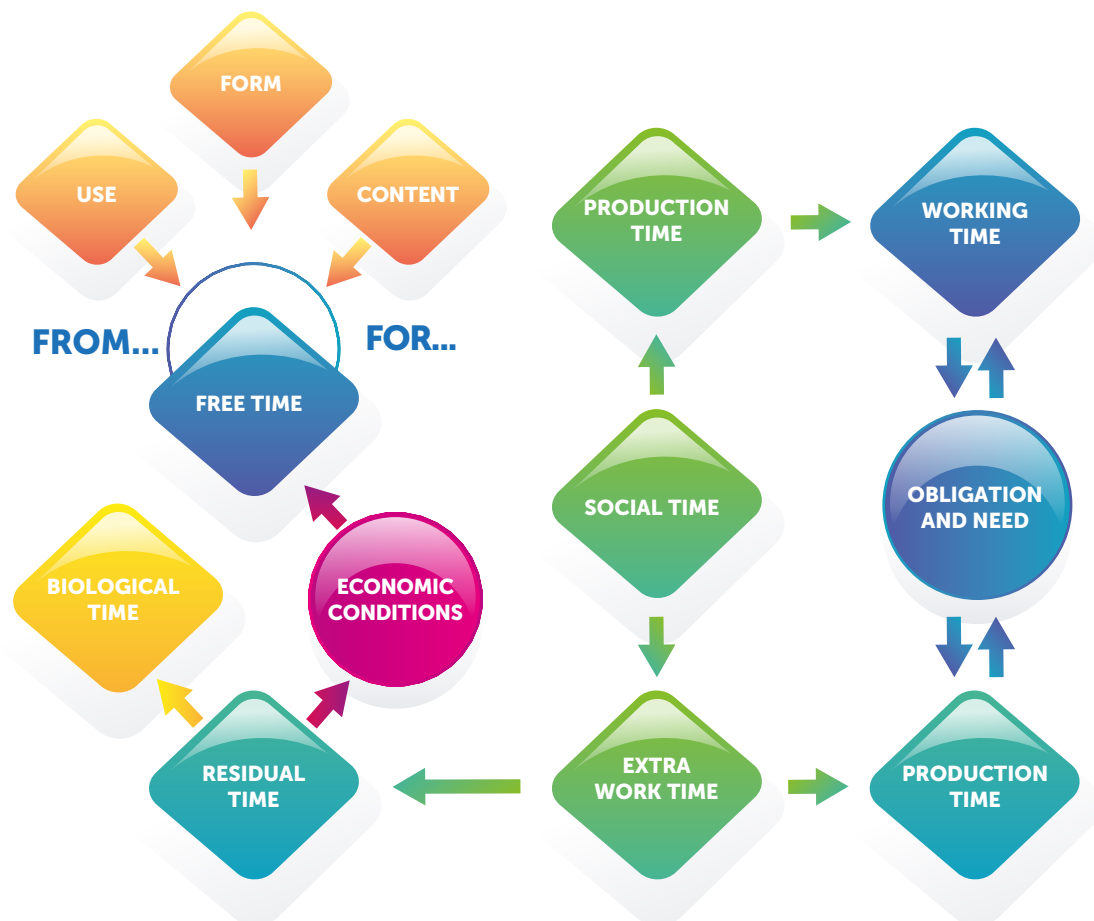 FORM
USE
CONTENT
PRODUCTION
TIME
WORKING
TIME
FROM...
FOR...
FREE TIME
SOCIAL TIME
OBLIGATION
AND NEED
BIOLOGICAL
TIME
ECONOMIC
CONDITIONS
RESIDUAL
TIME
EXTRA
WORK TIME
PRODUCTION
TIME